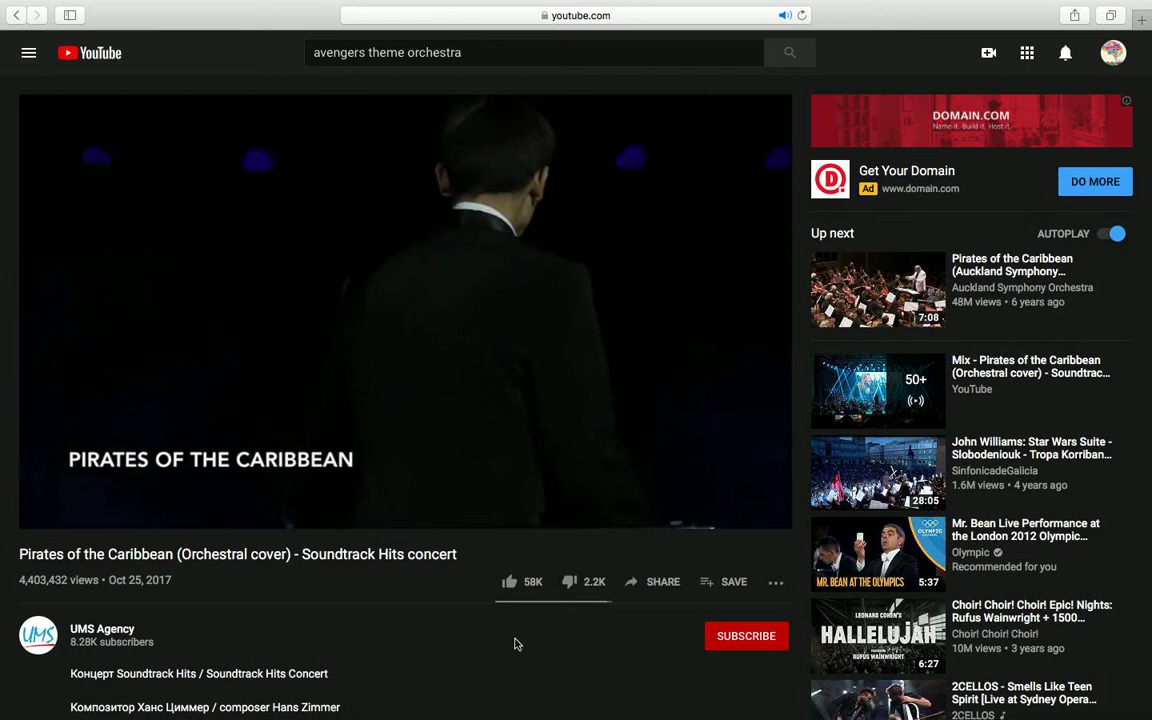 youtube.com
YouTube
avengers theme orchestra
PIRATES OF THE CARIBBEAN
Pirates of the Caribbean (Orchestral cover) - Soundtrack Hits concert
4,403,432 views • Oct 25, 2017
58K
2.2K
SHARE
SAVE
UMS
UMS Agency
8.28K subscribers
SUBSCRIBE
Концерт Soundtrack Hits / Soundtrack Hits Concert
Композитор Ханс Циммер / composer Hans Zimmer
DOMAIN.COM
Name it. Build it. Host it.
Get Your Domain
Ad www.domain.com
DO MORE
Up next
AUTOPLAY
Pirates of the Caribbean
(Auckland Symphony...
Auckland Symphony Orchestra
48M views • 6 years ago
7:08
Mix - Pirates of the Caribbean
(Orchestral cover) - Soundtrac...
YouTube
50+
John Williams: Star Wars Suite -
Slobodeniouk - Tropa Korriban...
SinfonicadeGalicia
1.6M views • 4 years ago
28:05
Mr. Bean Live Performance at
the London 2012 Olympic...
Olympic
Recommended for you
MR. BEAN AT THE OLYMPICS
5:37
Choir! Choir! Choir! Epic! Nights:
Rufus Wainwright + 1500...
Choir! Choir! Choir!
10M views • 3 years ago
LEONARD COHEN'S
HALLELUJAH
FEATURING
RUFUS WAINWRIGHT
6:27
2CELLOS - Smells Like Teen
Spirit [Live at Sydney Opera...
2CELLOS